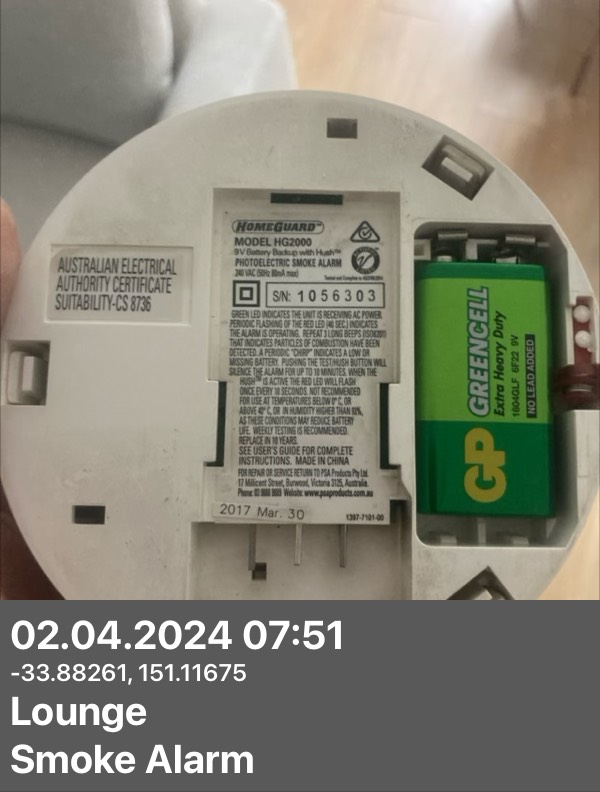 AUSTRALIAN ELECTRICAL
AUTHORITY CERTIFICATE
SUITABILITY-CS 8736
HOMEGUARD™
MODEL HG2000
9V Battery Backup with Hush™
PHOTOELECTRIC SMOKE ALARM
240 VAC (50Hz 80mA max)
S/N: 1056303
GREEN LED INDICATES THE UNIT IS RECEIVING AC POWER.
PERIODIC FLASHING OF THE RED LED (40 SEC.) INDICATES
THE ALARM IS OPERATING. REPEAT 3 LONG BEEPS
THAT INDICATES PARTICLES OF COMBUSTION HAVE BEEN
DETECTED. A PERIODIC "CHIRP" INDICATES A LOW OR
MISSING BATTERY. PUSHING THE TEST/HUSH BUTTON WILL
SILENCE THE ALARM FOR UP TO 10 MINUTES. WHEN THE
HUSH™ IS ACTIVE THE RED LED WILL FLASH
ONCE EVERY 10 SECONDS. NOT RECOMMENDED
FOR USE AT TEMPERATURES BELOW 0° C, OR
ABOVE 40° C, OR IN HUMIDITY HIGHER THAN
AS THESE CONDITIONS MAY REDUCE BATTERY
LIFE. WEEKLY TESTING IS RECOMMENDED.
REPLACE IN 10 YEARS.
SEE USER'S GUIDE FOR COMPLETE
INSTRUCTIONS. MADE IN CHINA
FOR REPAIR OR SERVICE RETURN TO PSA Products Pty Ltd.
17 Millicent Street, Burwood, Victoria 3125, Australia.
Website: www.psaproducts.com.au
2017 Mar. 30
1397-7101-00
GP GREENCELL
Extra Heavy Duty
1604GLF 6F22 9V
NO LEAD ADDED
02.04.2024 07:51
-33.88261, 151.11675
Lounge
Smoke Alarm